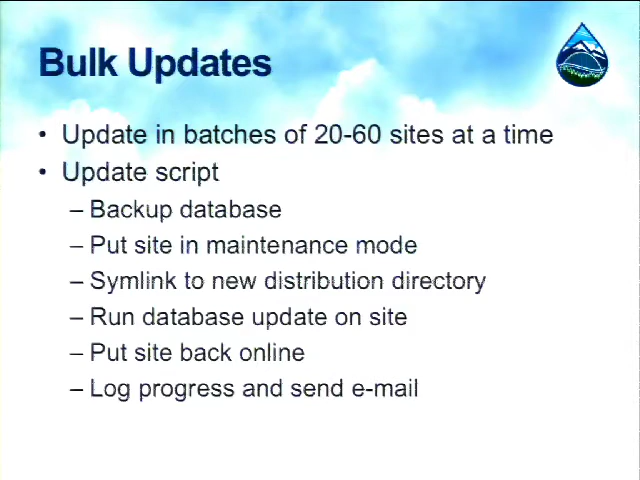 Bulk Updates
• Update in batches of 20-60 sites at a time
• Update script
– Backup database
– Put site in maintenance mode
– Symlink to new distribution directory
– Run database update on site
– Put site back online
– Log progress and send e-mail